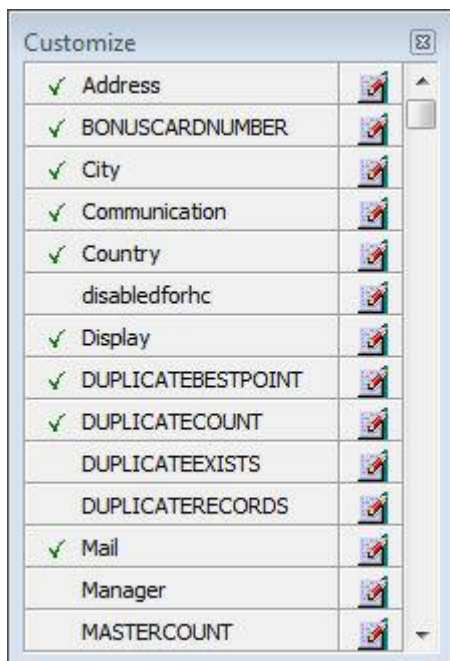 Customize
Address
BONUSCARDNUMBER
City
Communication
Country
disabledforhc
Display
DUPLICATEBESTPOINT
DUPLICATECOUNT
DUPLICATEEXISTS
DUPLICATERECORDS
Mail
Manager
MASTERCOUNT